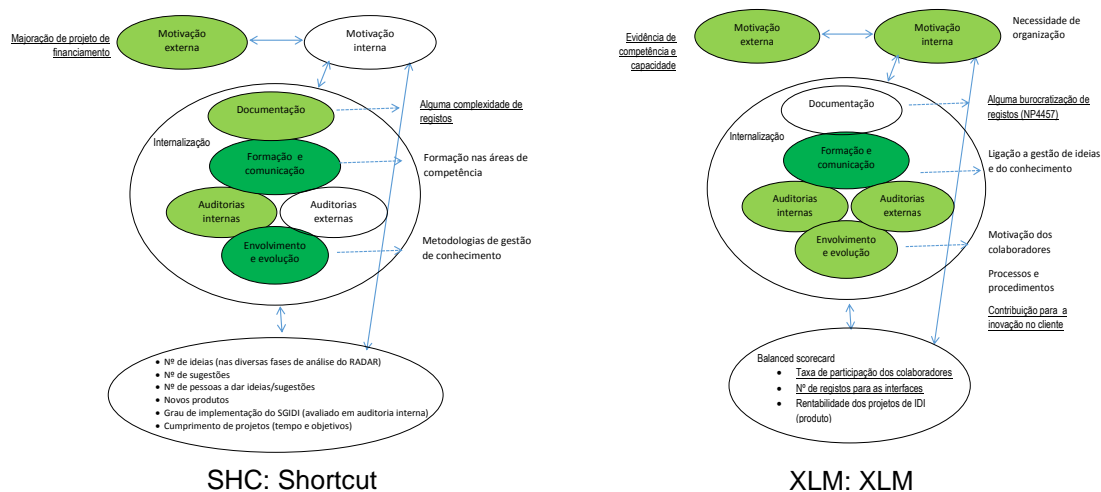 Majoração de projeto de
financiamento
Motivação
externa
Motivação
interna
Documentação
Alguma complexidade de
registos
Internalização
Formação e
comunicação
Formação nas áreas de
competência
Auditorias
internas
Auditorias
externas
Envolvimento
e evolução
Metodologias de gestão
de conhecimento
• Nº de ideias (nas diversas fases de análise do RADAR)
• Nº de sugestões
• Nº de pessoas a dar ideias/sugestões
• Novos produtos
• Grau de implementação do SGIDI (avaliado em auditoria interna)
• Cumprimento de projetos (tempo e objetivos)
SHC: Shortcut
Evidência de
competência e
capacidade
Motivação
externa
Motivação
interna
Necessidade de
organização
Documentação
Alguma burocratização de
registos (NP4457)
Internalização
Formação e
comunicação
Ligação a gestão de ideias
e do conhecimento
Auditorias
internas
Auditorias
externas
Envolvimento
e evolução
Motivação dos
colaboradores
Processos e
procedimentos
Contribuição para a
inovação no cliente
Balanced scorecard
• Taxa de participação dos colaboradores
• Nº de registos para as interfaces
• Rentabilidade dos projetos de IDI
(produto)
XLM: XLM